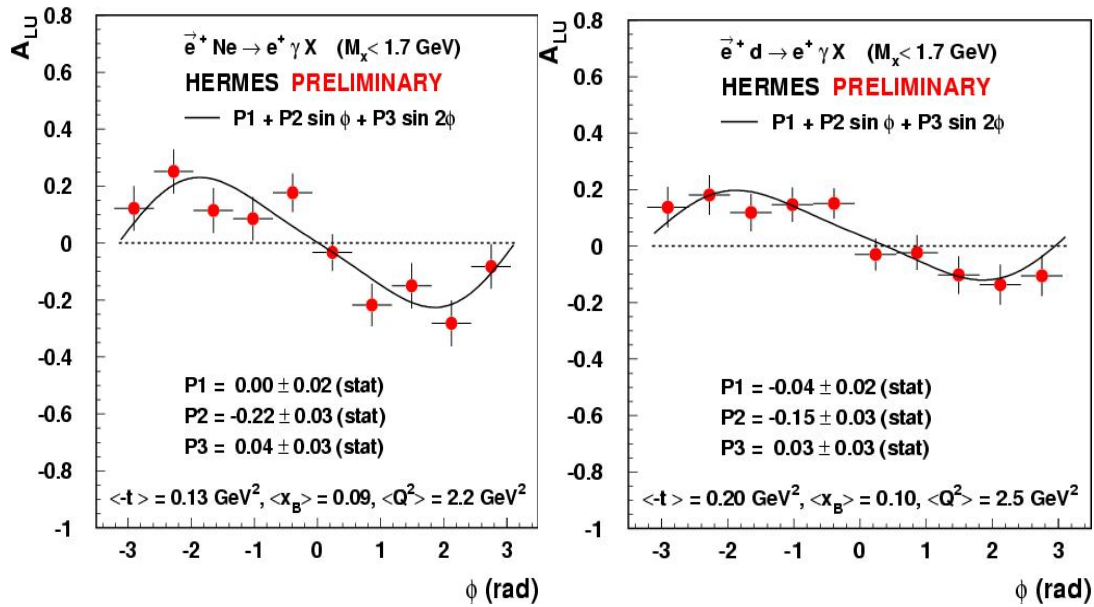 A_LU
0.8
0.6
0.4
0.2
0
-0.2
-0.4
-0.6
-0.8
-1
e⃗⁺ Ne → e⁺ γ X (M_x < 1.7 GeV)
HERMES PRELIMINARY
P1 + P2 sin ϕ + P3 sin 2ϕ
P1 = 0.00 ± 0.02 (stat)
P2 = -0.22 ± 0.03 (stat)
P3 = 0.04 ± 0.03 (stat)
<-t > = 0.13 GeV², <x_B> = 0.09, <Q²> = 2.2 GeV²
-3 -2 -1 0 1 2 3
ϕ (rad)
A_LU
0.8
0.6
0.4
0.2
0
-0.2
-0.4
-0.6
-0.8
-1
e⃗⁺ d → e⁺ γ X (M_x < 1.7 GeV)
HERMES PRELIMINARY
P1 + P2 sin ϕ + P3 sin 2ϕ
P1 = -0.04 ± 0.02 (stat)
P2 = -0.15 ± 0.03 (stat)
P3 = 0.03 ± 0.03 (stat)
<-t > = 0.20 GeV², <x_B> = 0.10, <Q²> = 2.5 GeV²
-3 -2 -1 0 1 2 3
ϕ (rad)